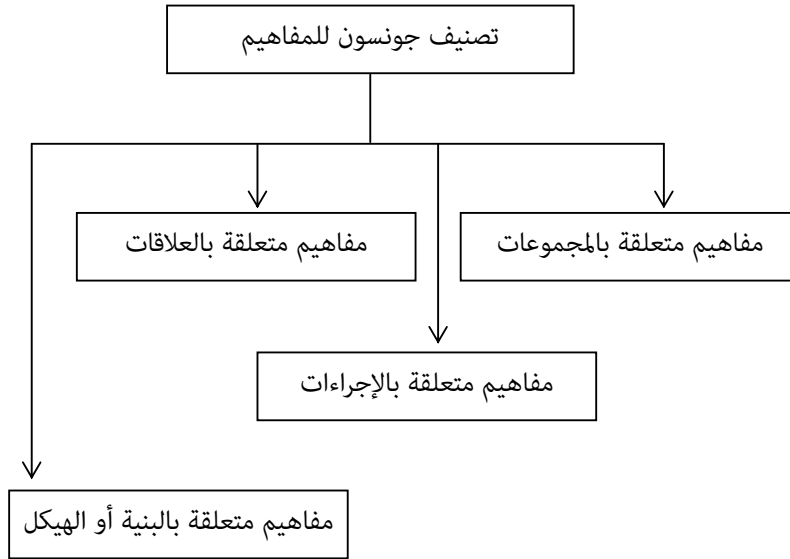 تصنيف جونسون للمفاهيم
مفاهيم متعلقة بالمجموعات
مفاهيم متعلقة بالعلاقات
مفاهيم متعلقة بالإجراءات
مفاهيم متعلقة بالبنية أو الهيكل